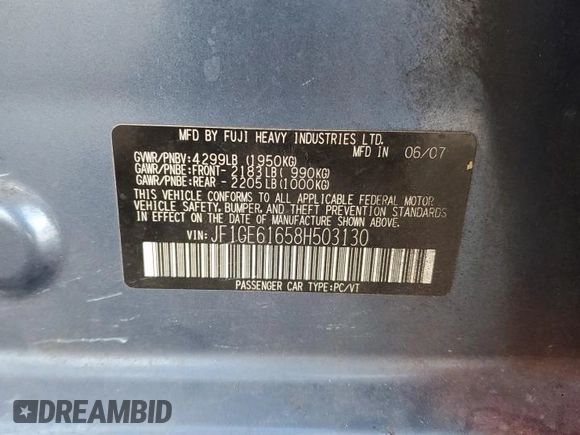 MFD BY FUJI HEAVY INDUSTRIES LTD.
MFD IN 06/07
GVWR/PNBV: 4299LB (1950KG)
GAWR/PNBE:FRONT- 2183LB ( 990KG)
GAWR/PNBE:REAR - 2205LB (1000KG)
THIS VEHICLE CONFORMS TO ALL APPLICABLE FEDERAL MOTOR
VEHICLE SAFETY, BUMPER, AND THEFT PREVENTION STANDARDS
IN EFFECT ON THE DATE OF MANUFACTURE SHOWN ABOVE.
VIN: JF1GE61658H503130
PASSENGER CAR TYPE:PC/VT
DREAMBID